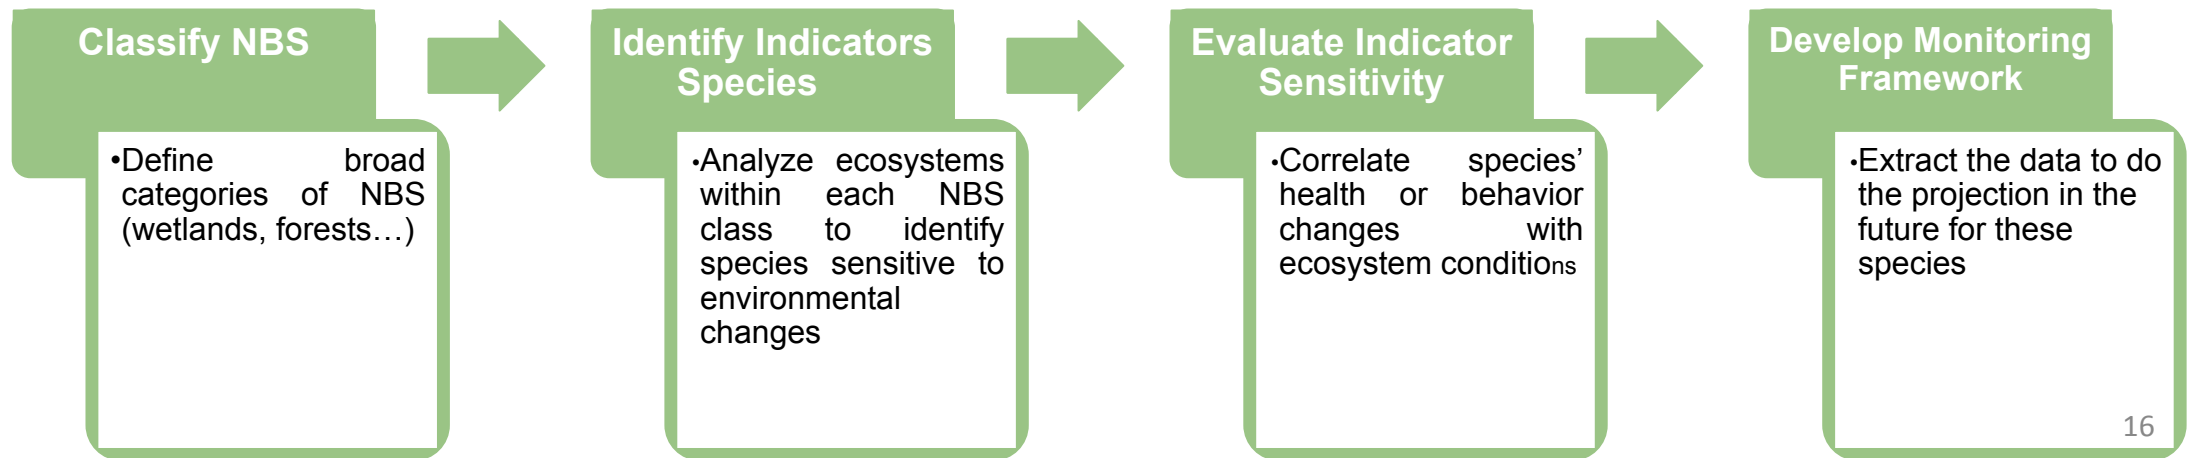 Classify NBS
•Define broad
categories of NBS
(wetlands, forests…)
Identify Indicators
Species
•Analyze ecosystems
within each NBS
class to identify
species sensitive to
environmental
changes
Evaluate Indicator
Sensitivity
•Correlate species’
health or behavior
changes with
ecosystem conditions
Develop Monitoring
Framework
•Extract the data to do
the projection in the
future for these
species
16